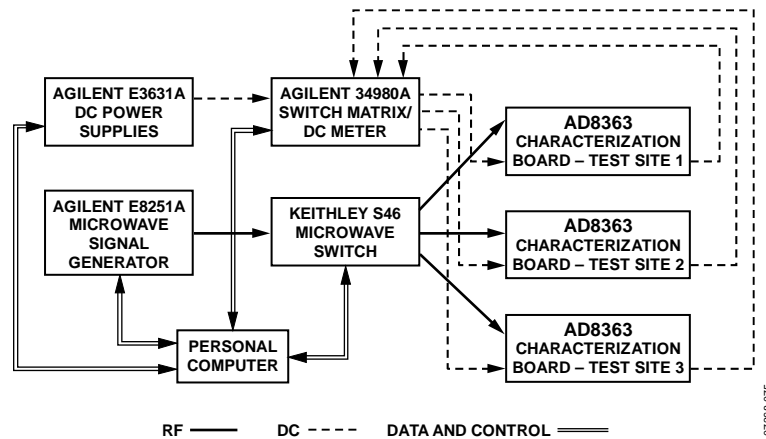 AGILENT E3631A
DC POWER
SUPPLIES
AGILENT 34980A
SWITCH MATRIX/
DC METER
AD8363
CHARACTERIZATION
BOARD – TEST SITE 1
AGILENT E8251A
MICROWAVE
SIGNAL
GENERATOR
KEITHLEY S46
MICROWAVE
SWITCH
AD8363
CHARACTERIZATION
BOARD – TEST SITE 2
PERSONAL
COMPUTER
AD8363
CHARACTERIZATION
BOARD – TEST SITE 3
RF
DC
DATA AND CONTROL